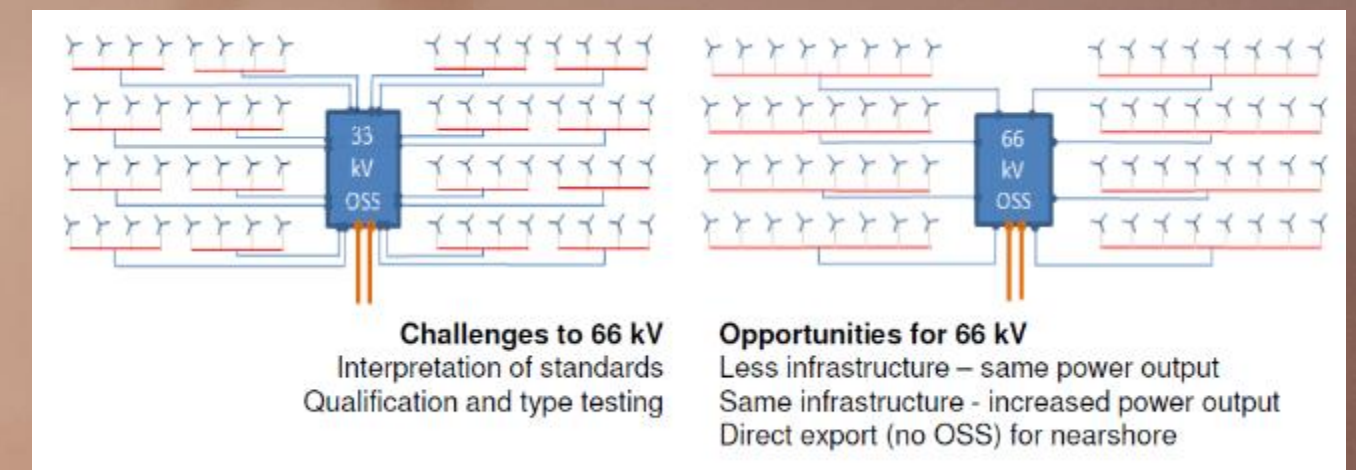 33
kV
OSS
66
kV
OSS
Challenges to 66 kV
Interpretation of standards
Qualification and type testing
Opportunities for 66 kV
Less infrastructure – same power output
Same infrastructure - increased power output
Direct export (no OSS) for nearshore